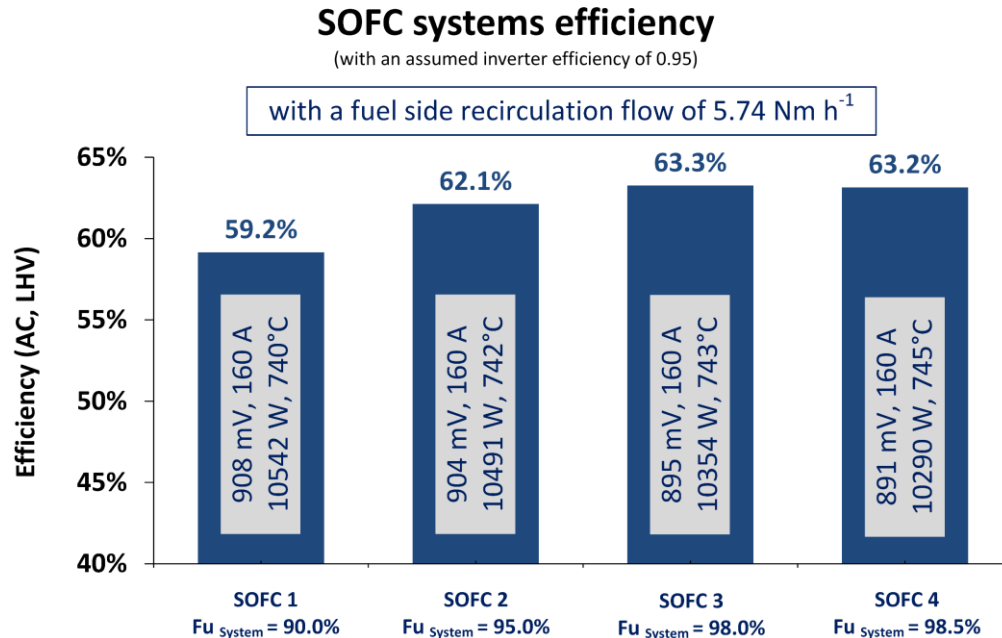 SOFC systems efficiency
(with an assumed inverter efficiency of 0.95)
with a fuel side recirculation flow of 5.74 Nm h⁻¹
Efficiency (AC, LHV)
65%
60%
55%
50%
45%
40%
59.2%
62.1%
63.3%
63.2%
908 mV, 160 A
10542 W, 740°C
904 mV, 160 A
10491 W, 742°C
895 mV, 160 A
10354 W, 743°C
891 mV, 160 A
10290 W, 745°C
SOFC 1
Fu System = 90.0%
SOFC 2
Fu System = 95.0%
SOFC 3
Fu System = 98.0%
SOFC 4
Fu System = 98.5%